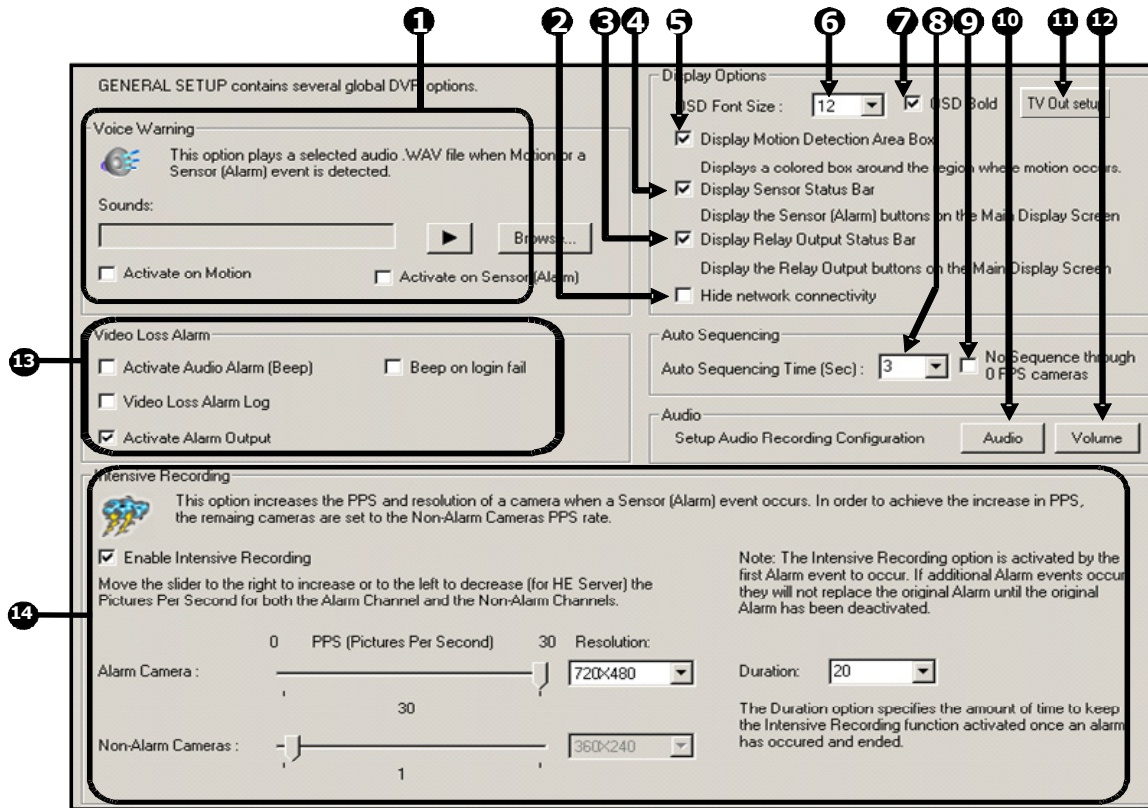 1 2 3 4 5 6 7 8 9 10 11 12
GENERAL SETUP contains several global DVR options.
Voice Warning
This option plays a selected audio .WAV file when Motion or a
Sensor (Alarm) event is detected.
Sounds:
Browse...
Activate on Motion
Activate on Sensor (Alarm)
Display Options
OSD Font Size :
12
OSD Bold
TV Out setup
Display Motion Detection Area Box
Displays a colored box around the region where motion occurs.
Display Sensor Status Bar
Display the Sensor (Alarm) buttons on the Main Display Screen
Display Relay Output Status Bar
Display the Relay Output buttons on the Main Display Screen
Hide network connectivity
13
Video Loss Alarm
Activate Audio Alarm (Beep)
Beep on login fail
Video Loss Alarm Log
Activate Alarm Output
Auto Sequencing
Auto Sequencing Time (Sec) :
3
No Sequence through
0 PPS cameras
Audio
Setup Audio Recording Configuration
Audio
Volume
14
Intensive Recording
This option increases the PPS and resolution of a camera when a Sensor (Alarm) event occurs. In order to achieve the increase in PPS,
the remaing cameras are set to the Non-Alarm Cameras PPS rate.
Enable Intensive Recording
Move the slider to the right to increase or to the left to decrease (for HE Server) the
Pictures Per Second for both the Alarm Channel and the Non-Alarm Channels.
0 PPS (Pictures Per Second) 30 Resolution:
Alarm Camera :
720X480
30
Non-Alarm Cameras :
360X240
1
Note: The Intensive Recording option is activated by the
first Alarm event to occur. If additional Alarm events occur
they will not replace the original Alarm until the original
Alarm has been deactivated.
Duration:
20
The Duration option specifies the amount of time to keep
the Intensive Recording function activated once an alarm
has occured and ended.